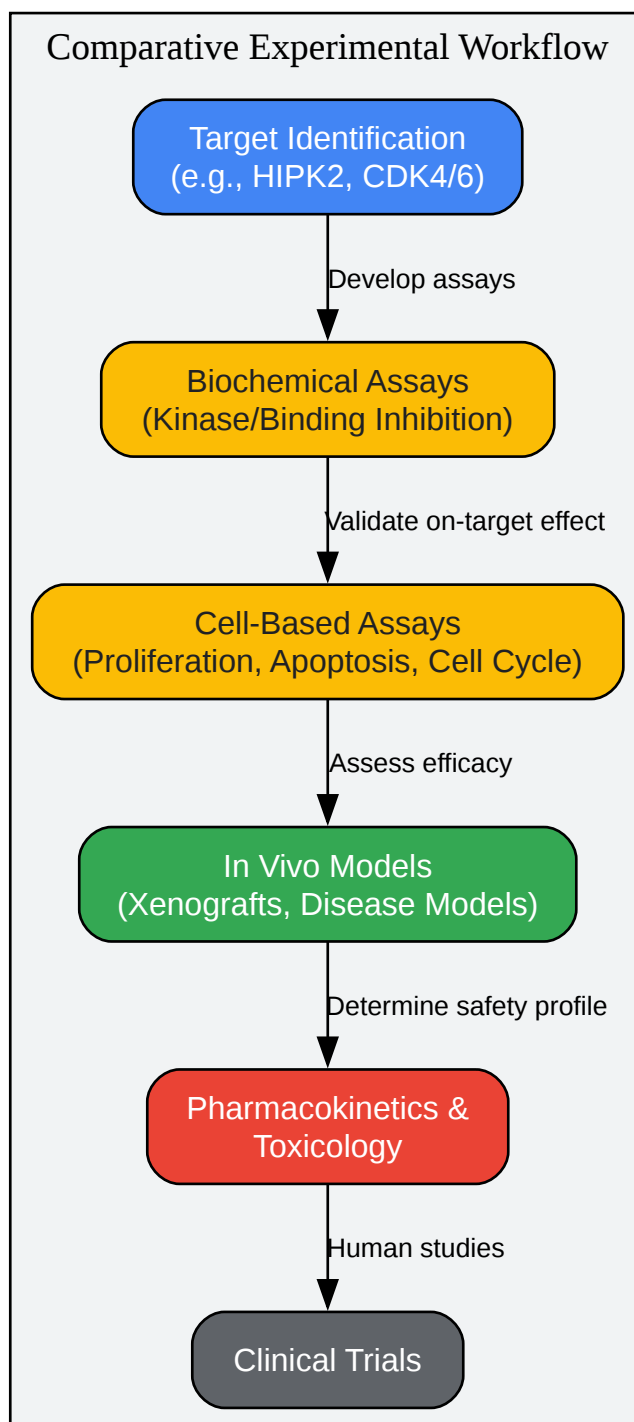 Comparative Experimental Workflow
Target Identification
(e.g., HIPK2, CDK4/6)
Develop assays
Biochemical Assays
(Kinase/Binding Inhibition)
Validate on-target effect
Cell-Based Assays
(Proliferation, Apoptosis, Cell Cycle)
Assess efficacy
In Vivo Models
(Xenografts, Disease Models)
Determine safety profile
Pharmacokinetics &
Toxicology
Human studies
Clinical Trials